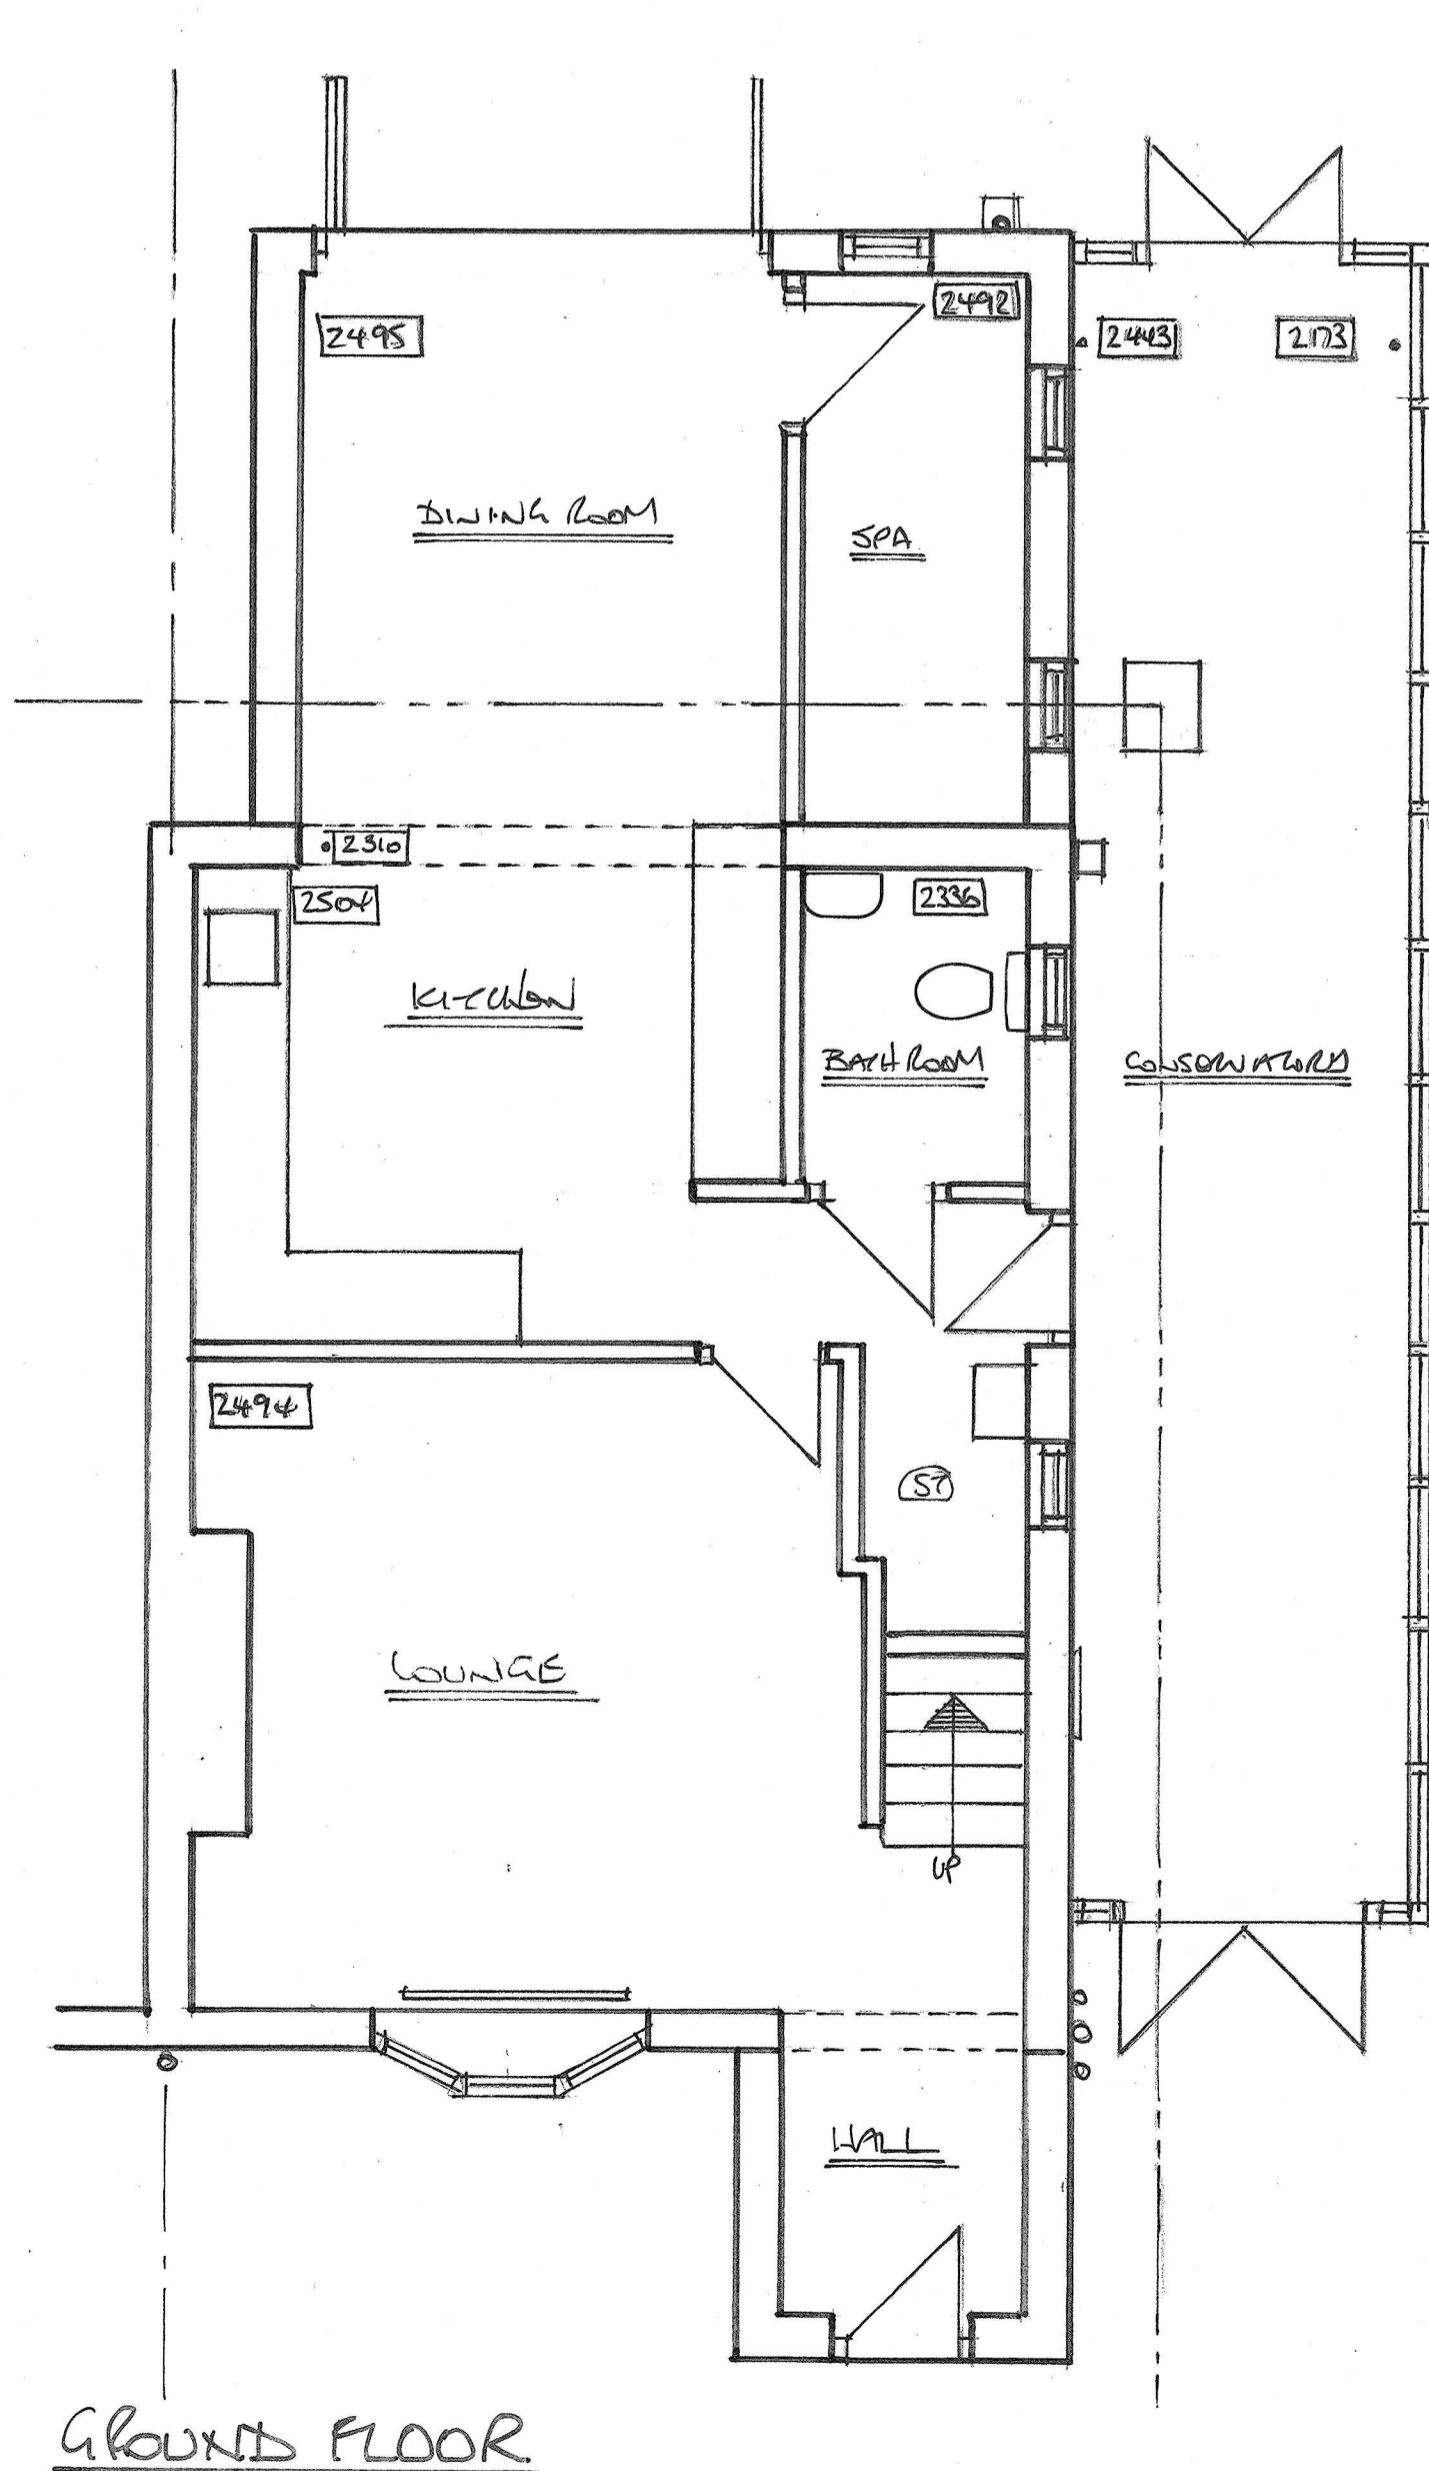 2492
2495
2443
2173
DINING ROOM
SPA
2310
2504
2336
KITCHEN
BATHROOM
CONSERVATORY
2494
ST
LOUNGE
UP
HALL
GROUND FLOOR